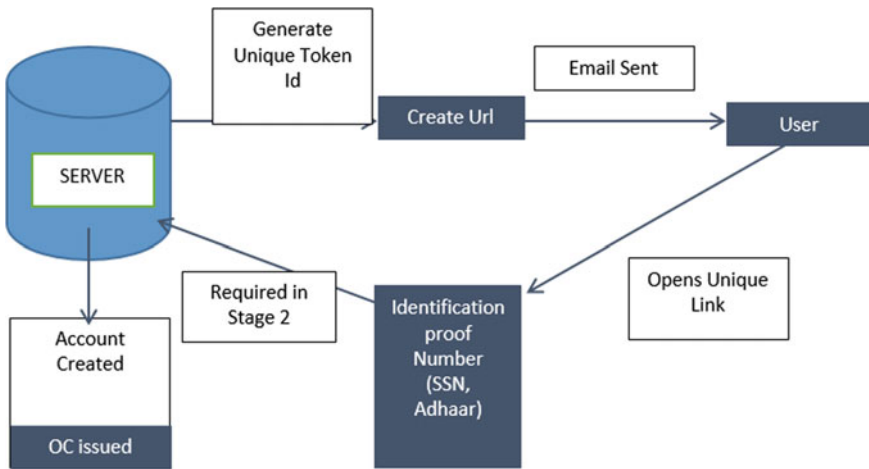 Generate
Unique Token
Id
Email Sent
Create Url
User
SERVER
Required in
Stage 2
Identification
proof
Number
(SSN,
Adhaar)
Opens Unique
Link
Account
Created
OC issued